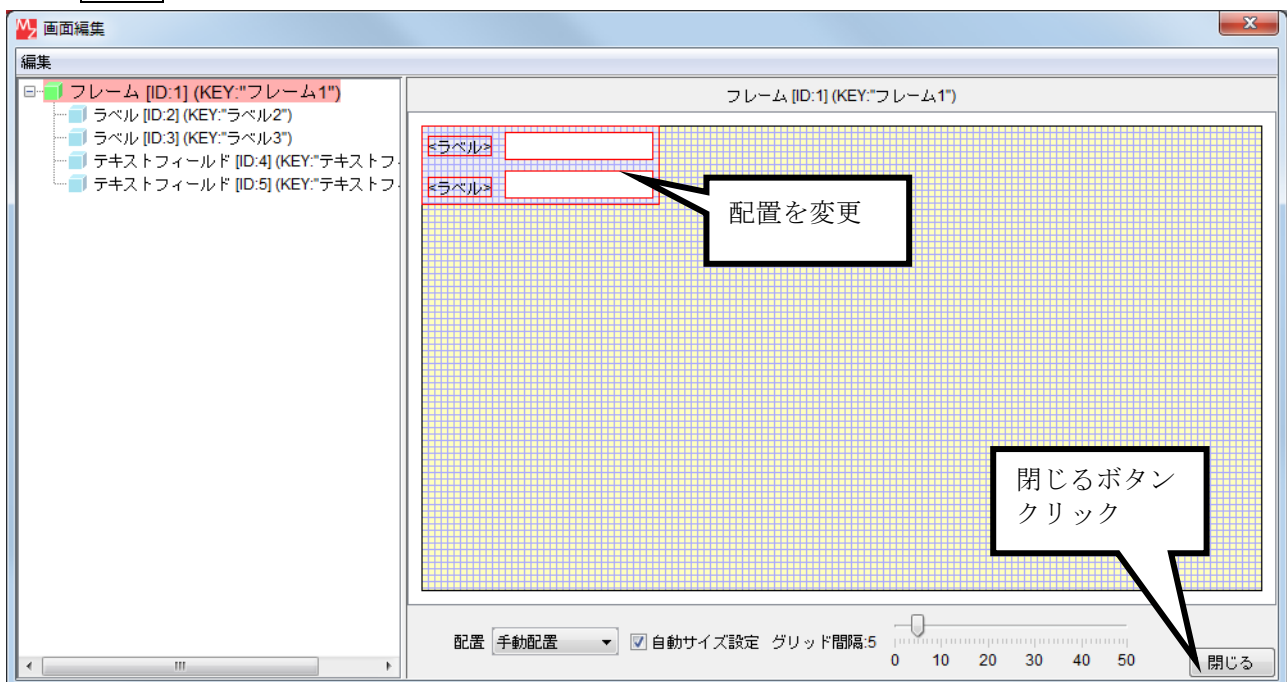 画面編集
編集
フレーム [ID:1] (KEY:"フレーム1")
ラベル [ID:2] (KEY:"ラベル2")
ラベル [ID:3] (KEY:"ラベル3")
テキストフィールド [ID:4] (KEY:"テキストフ
テキストフィールド [ID:5] (KEY:"テキストフ
フレーム [ID:1] (KEY:"フレーム1")
<ラベル>
<ラベル>
配置を変更
閉じるボタン
クリック
配置 手動配置 自動サイズ設定 グリッド間隔:5
0 10 20 30 40 50
閉じる